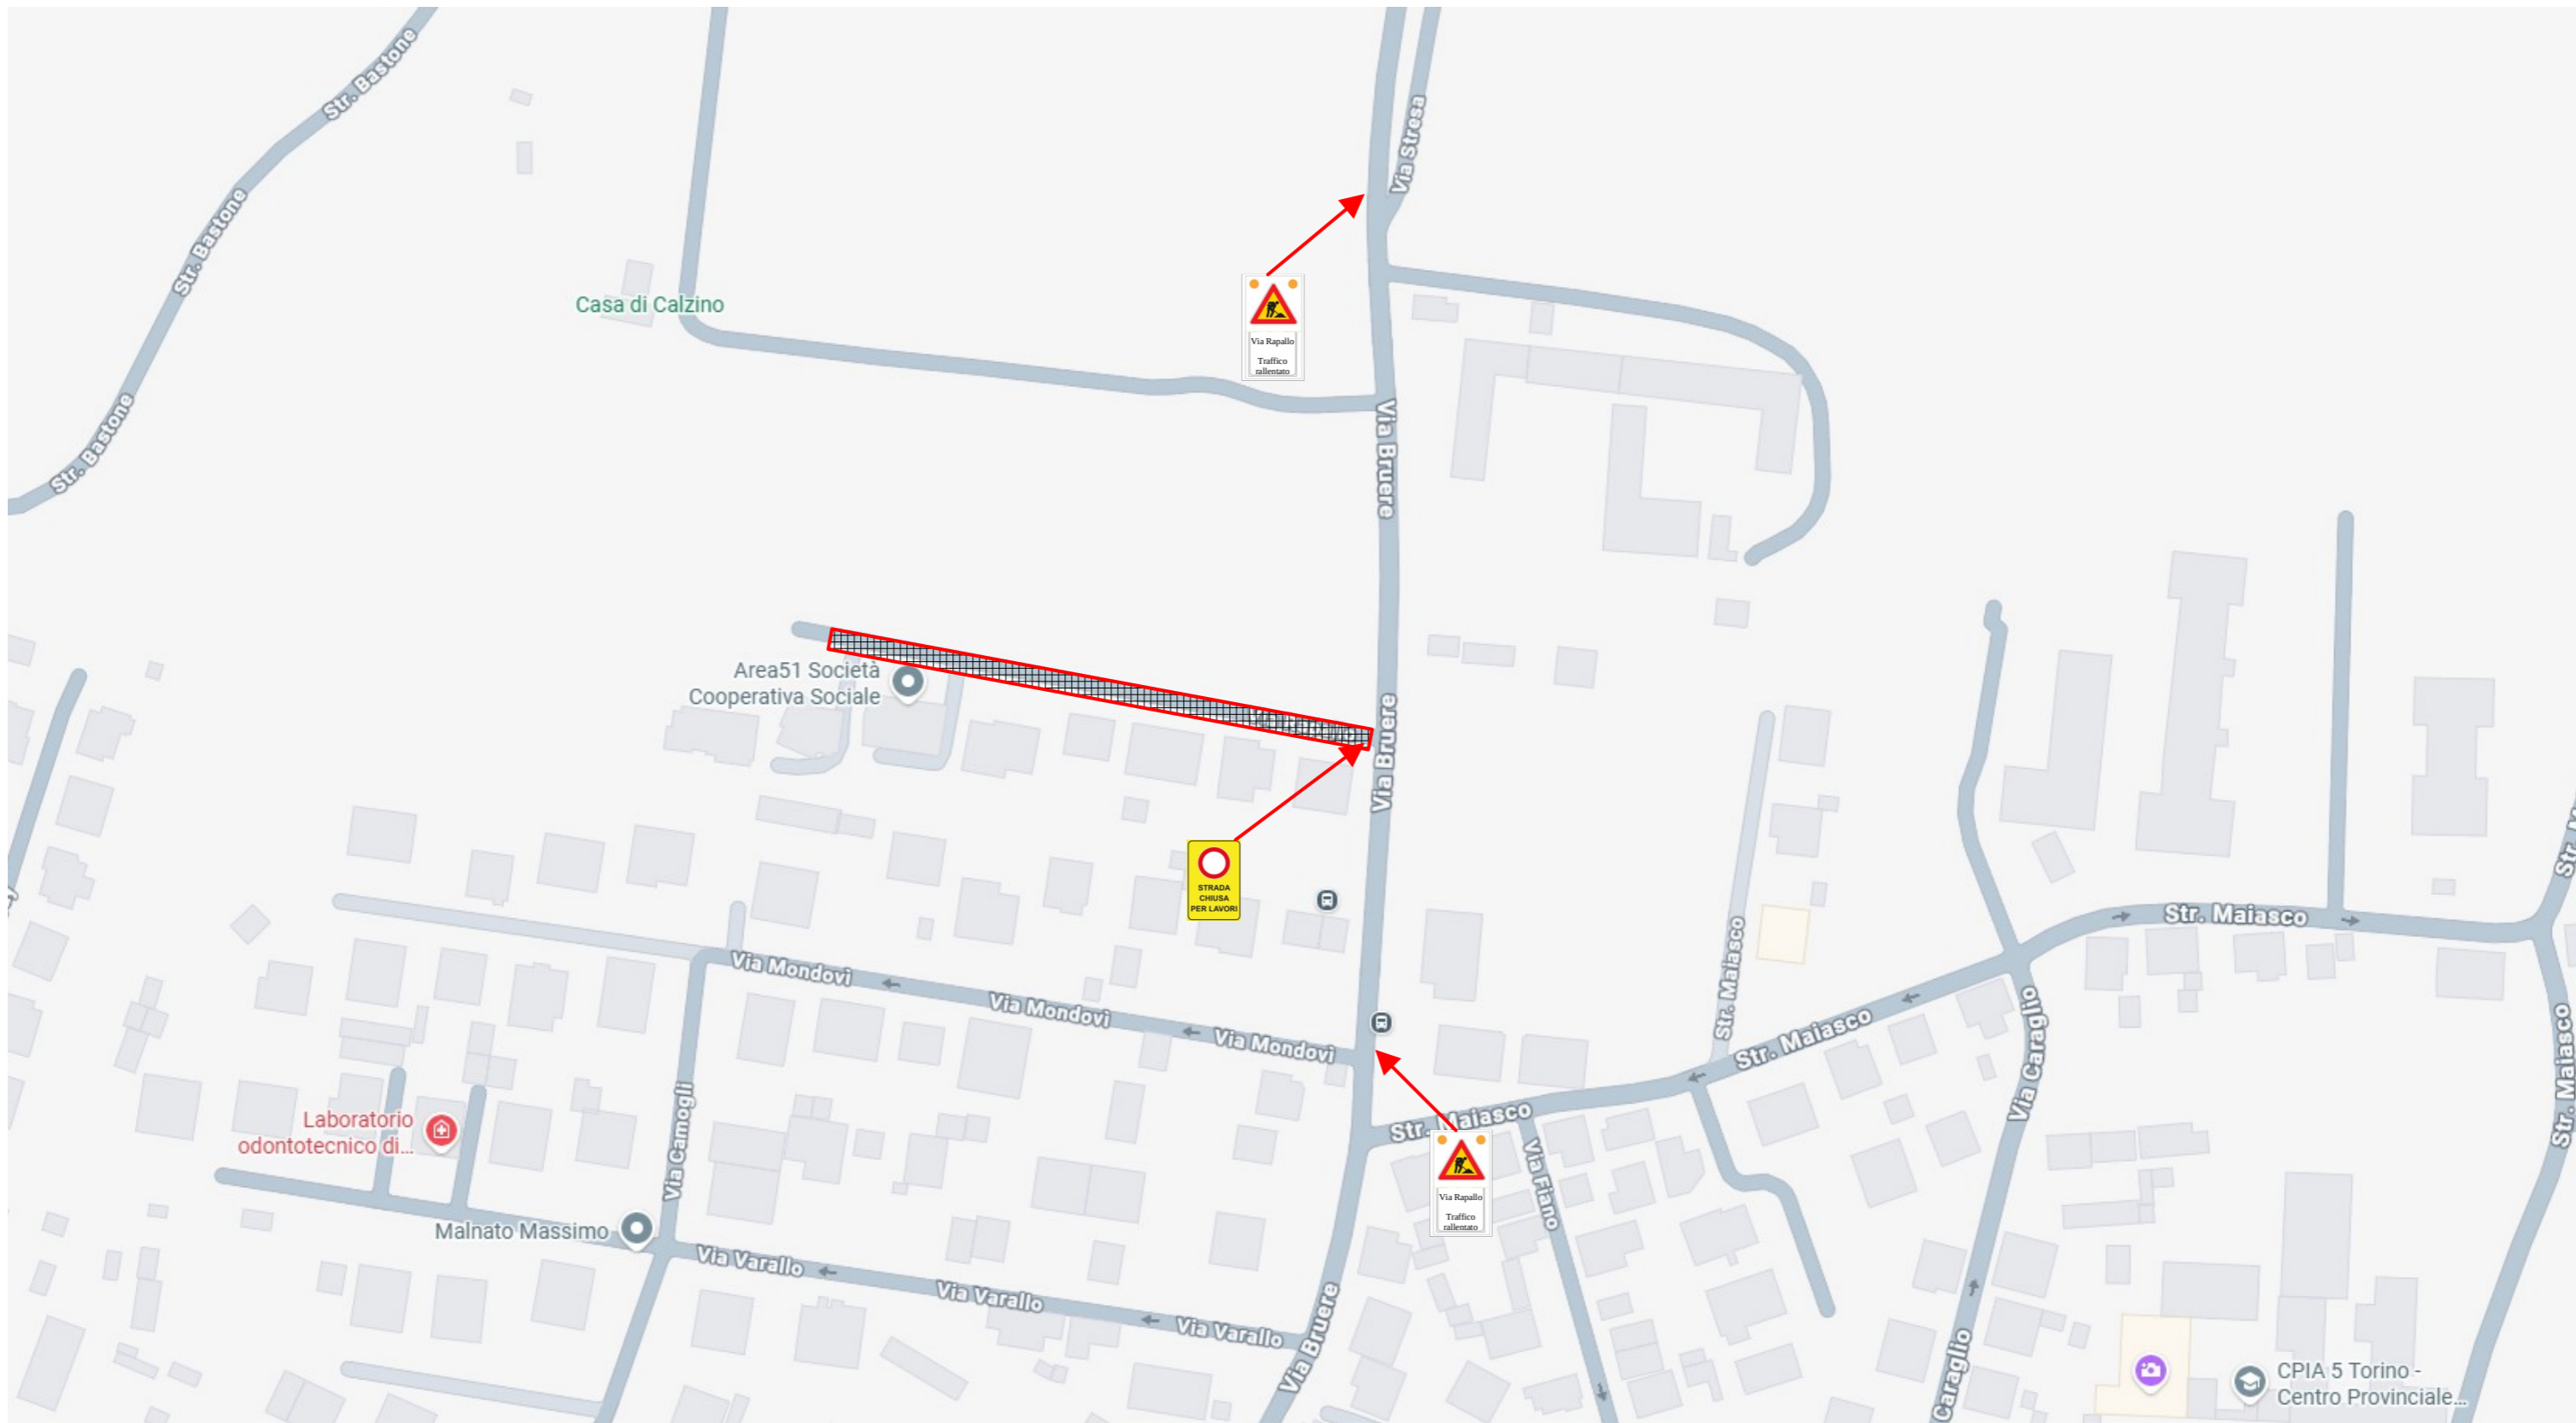 Str. Bastone
Via Stresa
Str. Bastone
Casa di Calzino
Via Rapallo
Traffico
rallentato
Str. Bastone
Via Bruere
Area51 Società
Cooperativa Sociale
Via Bruere
STRADA
CHIUSA
PER LAVORI
Str. Maiasco
Str. Maiasco
Via Mondovì
Via Mondovì
Via Mondovì
Str. Maiasco
Via Caraglio
Str. Maiasco
Str. Maiasco
Via Camogli
Laboratorio
odontotecnico di...
Via Fiano
Via Rapallo
Traffico
rallentato
Malnato Massimo
Via Varallo
Via Varallo
Via Varallo
Via Bruere
Caraglio
CPIA 5 Torino -
Centro Provinciale...